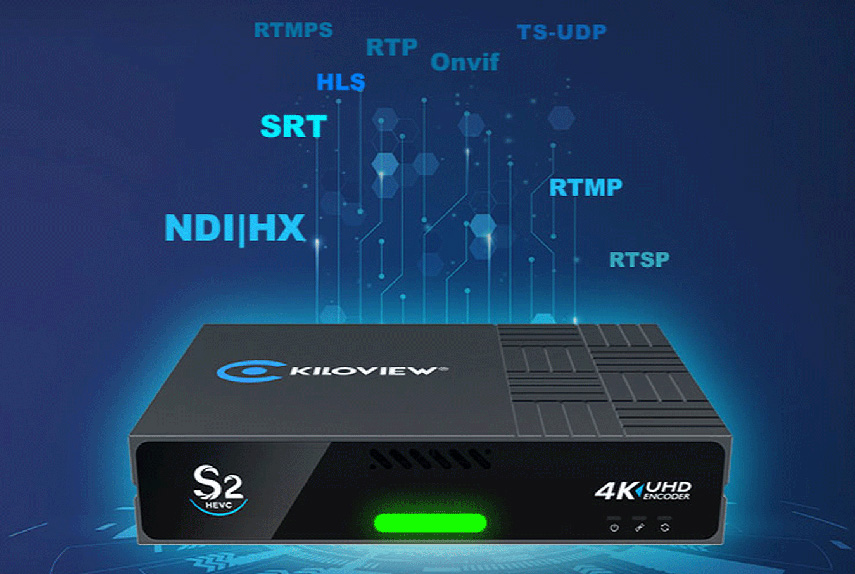 RTMPS
RTP
Onvif
TS-UDP
HLS
SRT
RTMP
NDI|HX
RTSP
KILOVIEW®
S2
HEVC
4K UHD
ENCODER